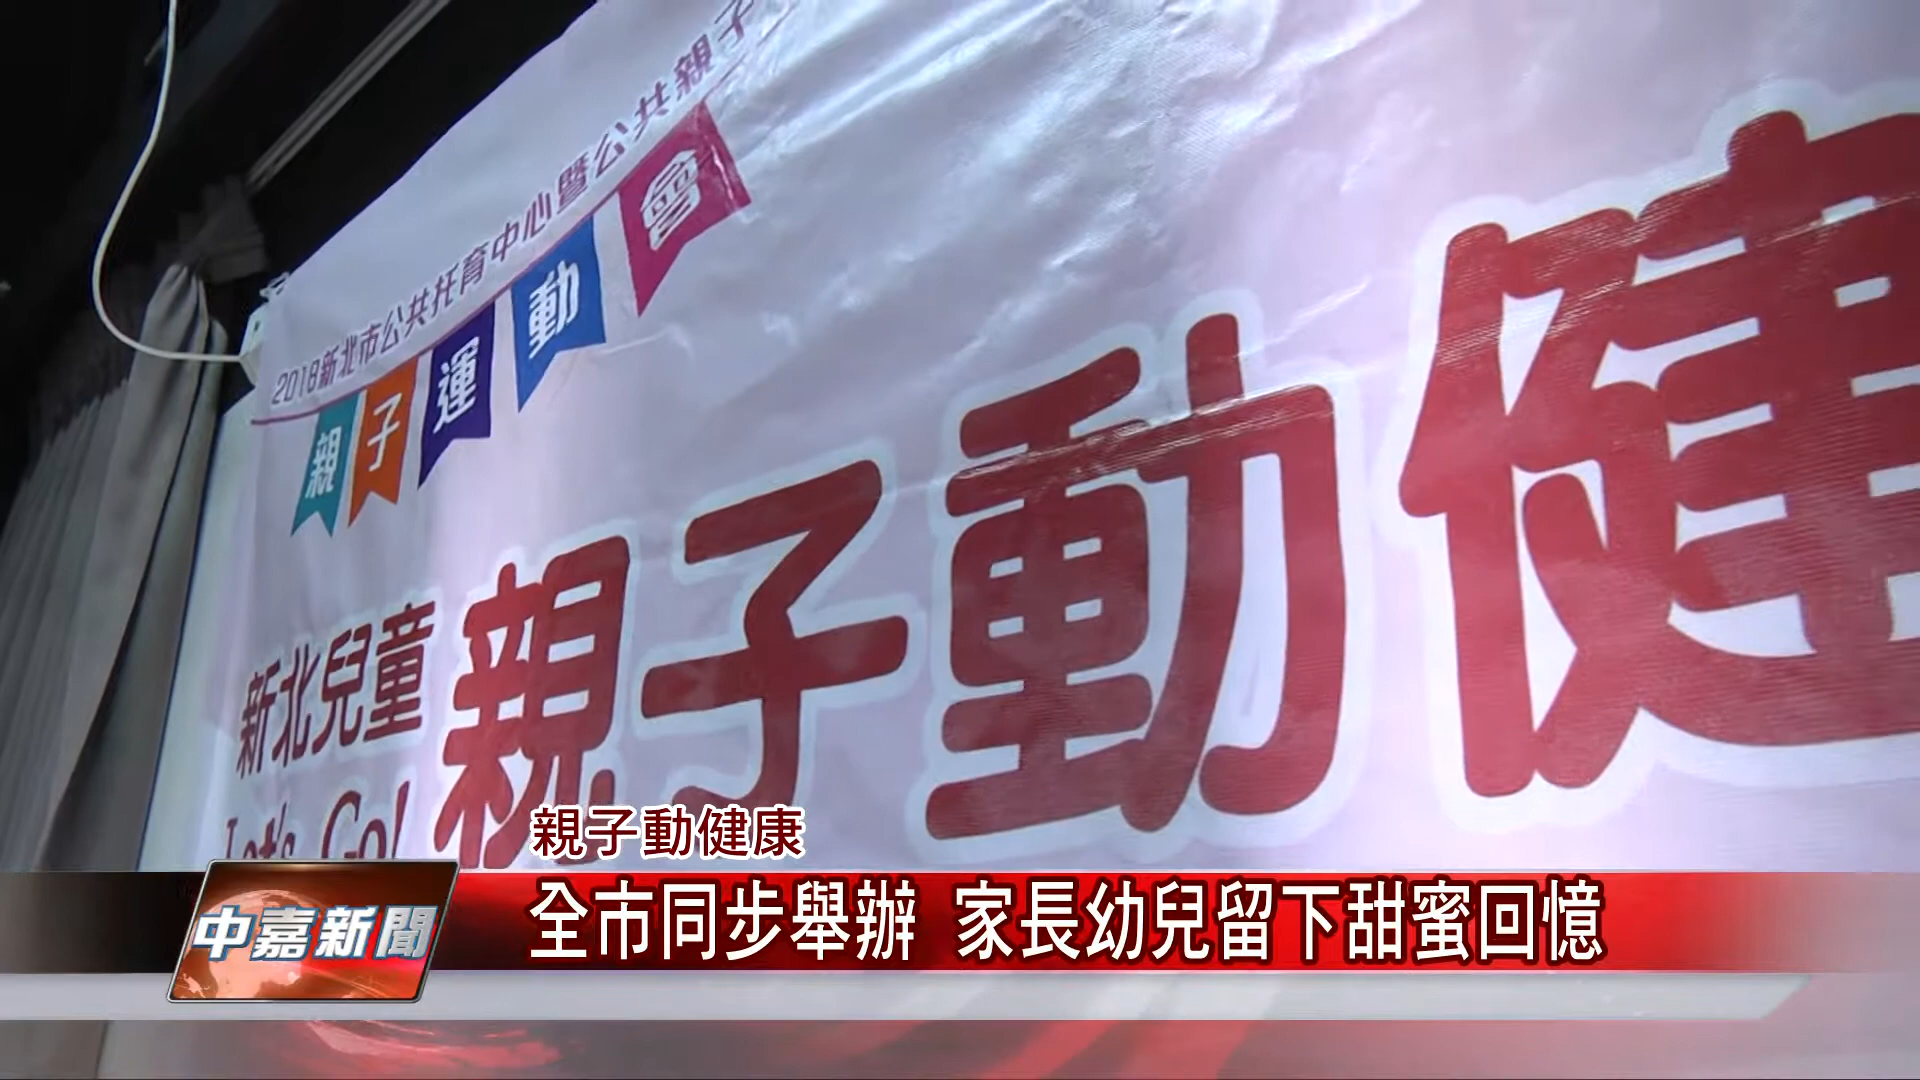 2018新北市公共托育中心暨公共親子
親子運動會
新北兒童
Let's Go!
親子動健
親子動健康
全市同步舉辦 家長幼兒留下甜蜜回憶
中嘉新聞